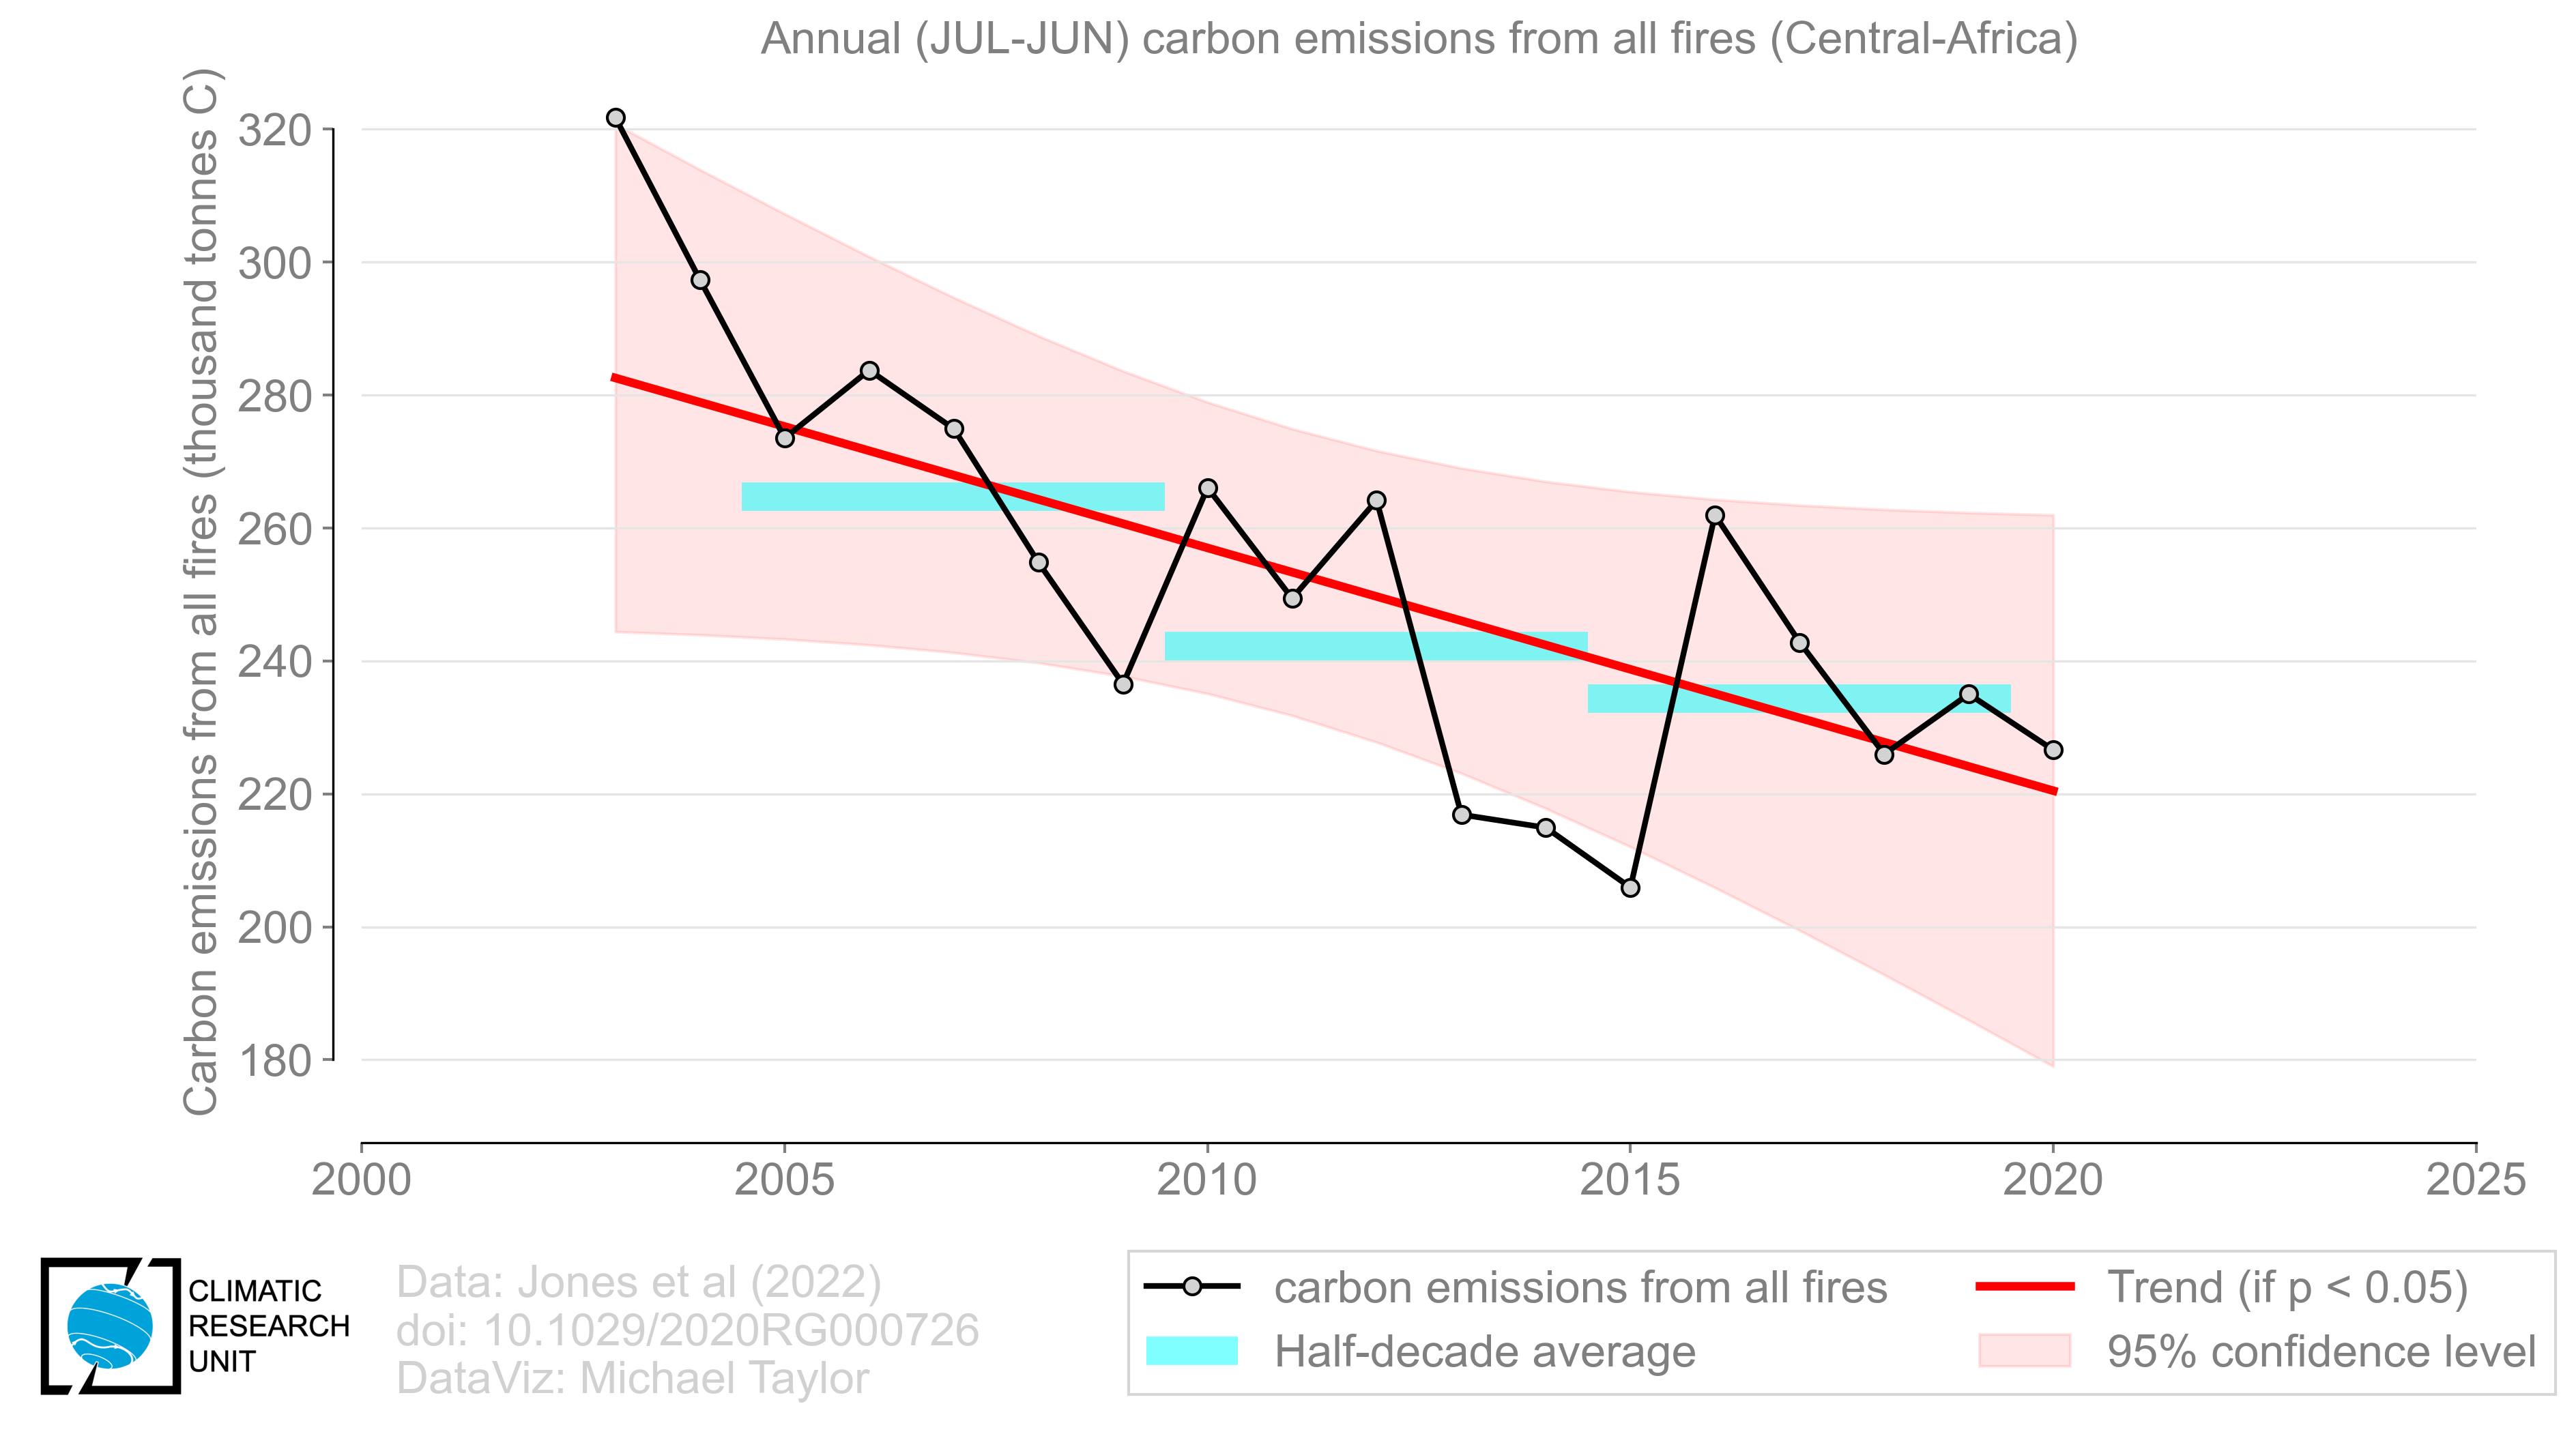 Annual (JUL-JUN) carbon emissions from all fires (Central-Africa)
Carbon emissions from all fires (thousand tonnes C)
320
300
280
260
240
220
200
180
2000
2005
2010
2015
2020
2025
CLIMATIC
RESEARCH
UNIT
Data: Jones et al (2022)
doi: 10.1029/2020RG000726
DataViz: Michael Taylor
carbon emissions from all fires
Half-decade average
Trend (if p < 0.05)
95% confidence level